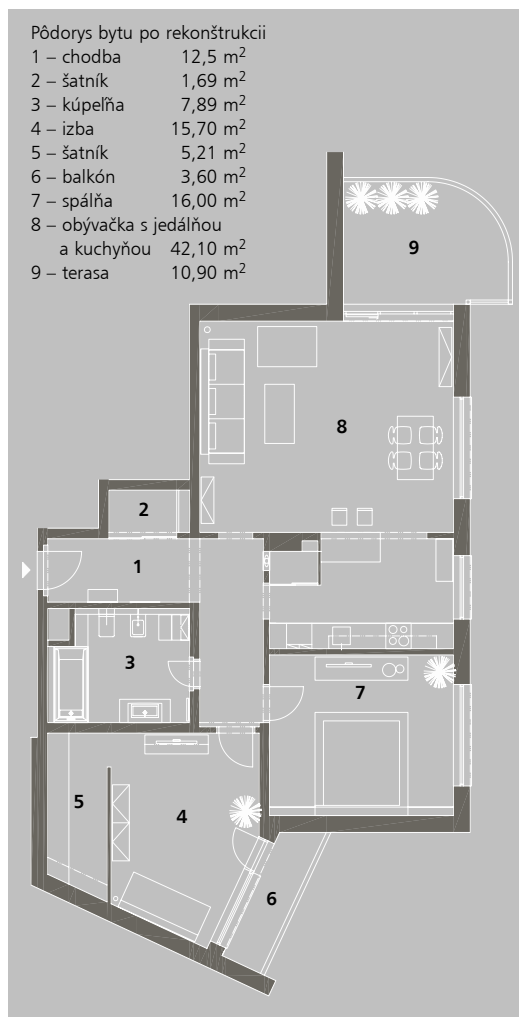 Pôdorys bytu po rekonštrukcii
1 – chodba 12,5 m²
2 – šatník 1,69 m²
3 – kúpeľňa 7,89 m²
4 – izba 15,70 m²
5 – šatník 5,21 m²
6 – balkón 3,60 m²
7 – spálňa 16,00 m²
8 – obývačka s jedálňou
a kuchyňou 42,10 m²
9 – terasa 10,90 m²
9
8
2
1
3
7
5
4
6